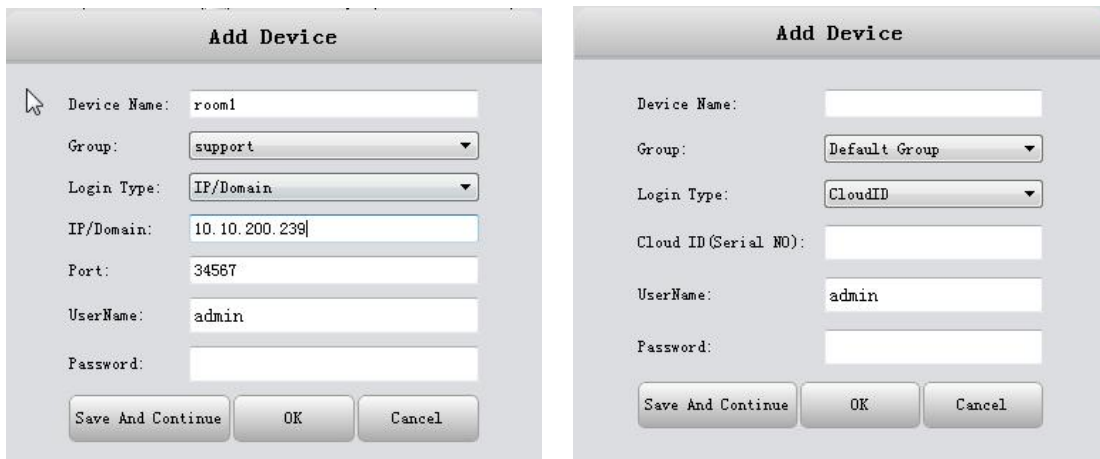 Add Device
Device Name: room1
Group: support
Login Type: IP/Domain
IP/Domain: 10.10.200.239
Port: 34567
UserName: admin
Password:
Save And Continue OK Cancel
Add Device
Device Name:
Group: Default Group
Login Type: CloudID
Cloud ID(Serial NO):
UserName: admin
Password:
Save And Continue OK Cancel